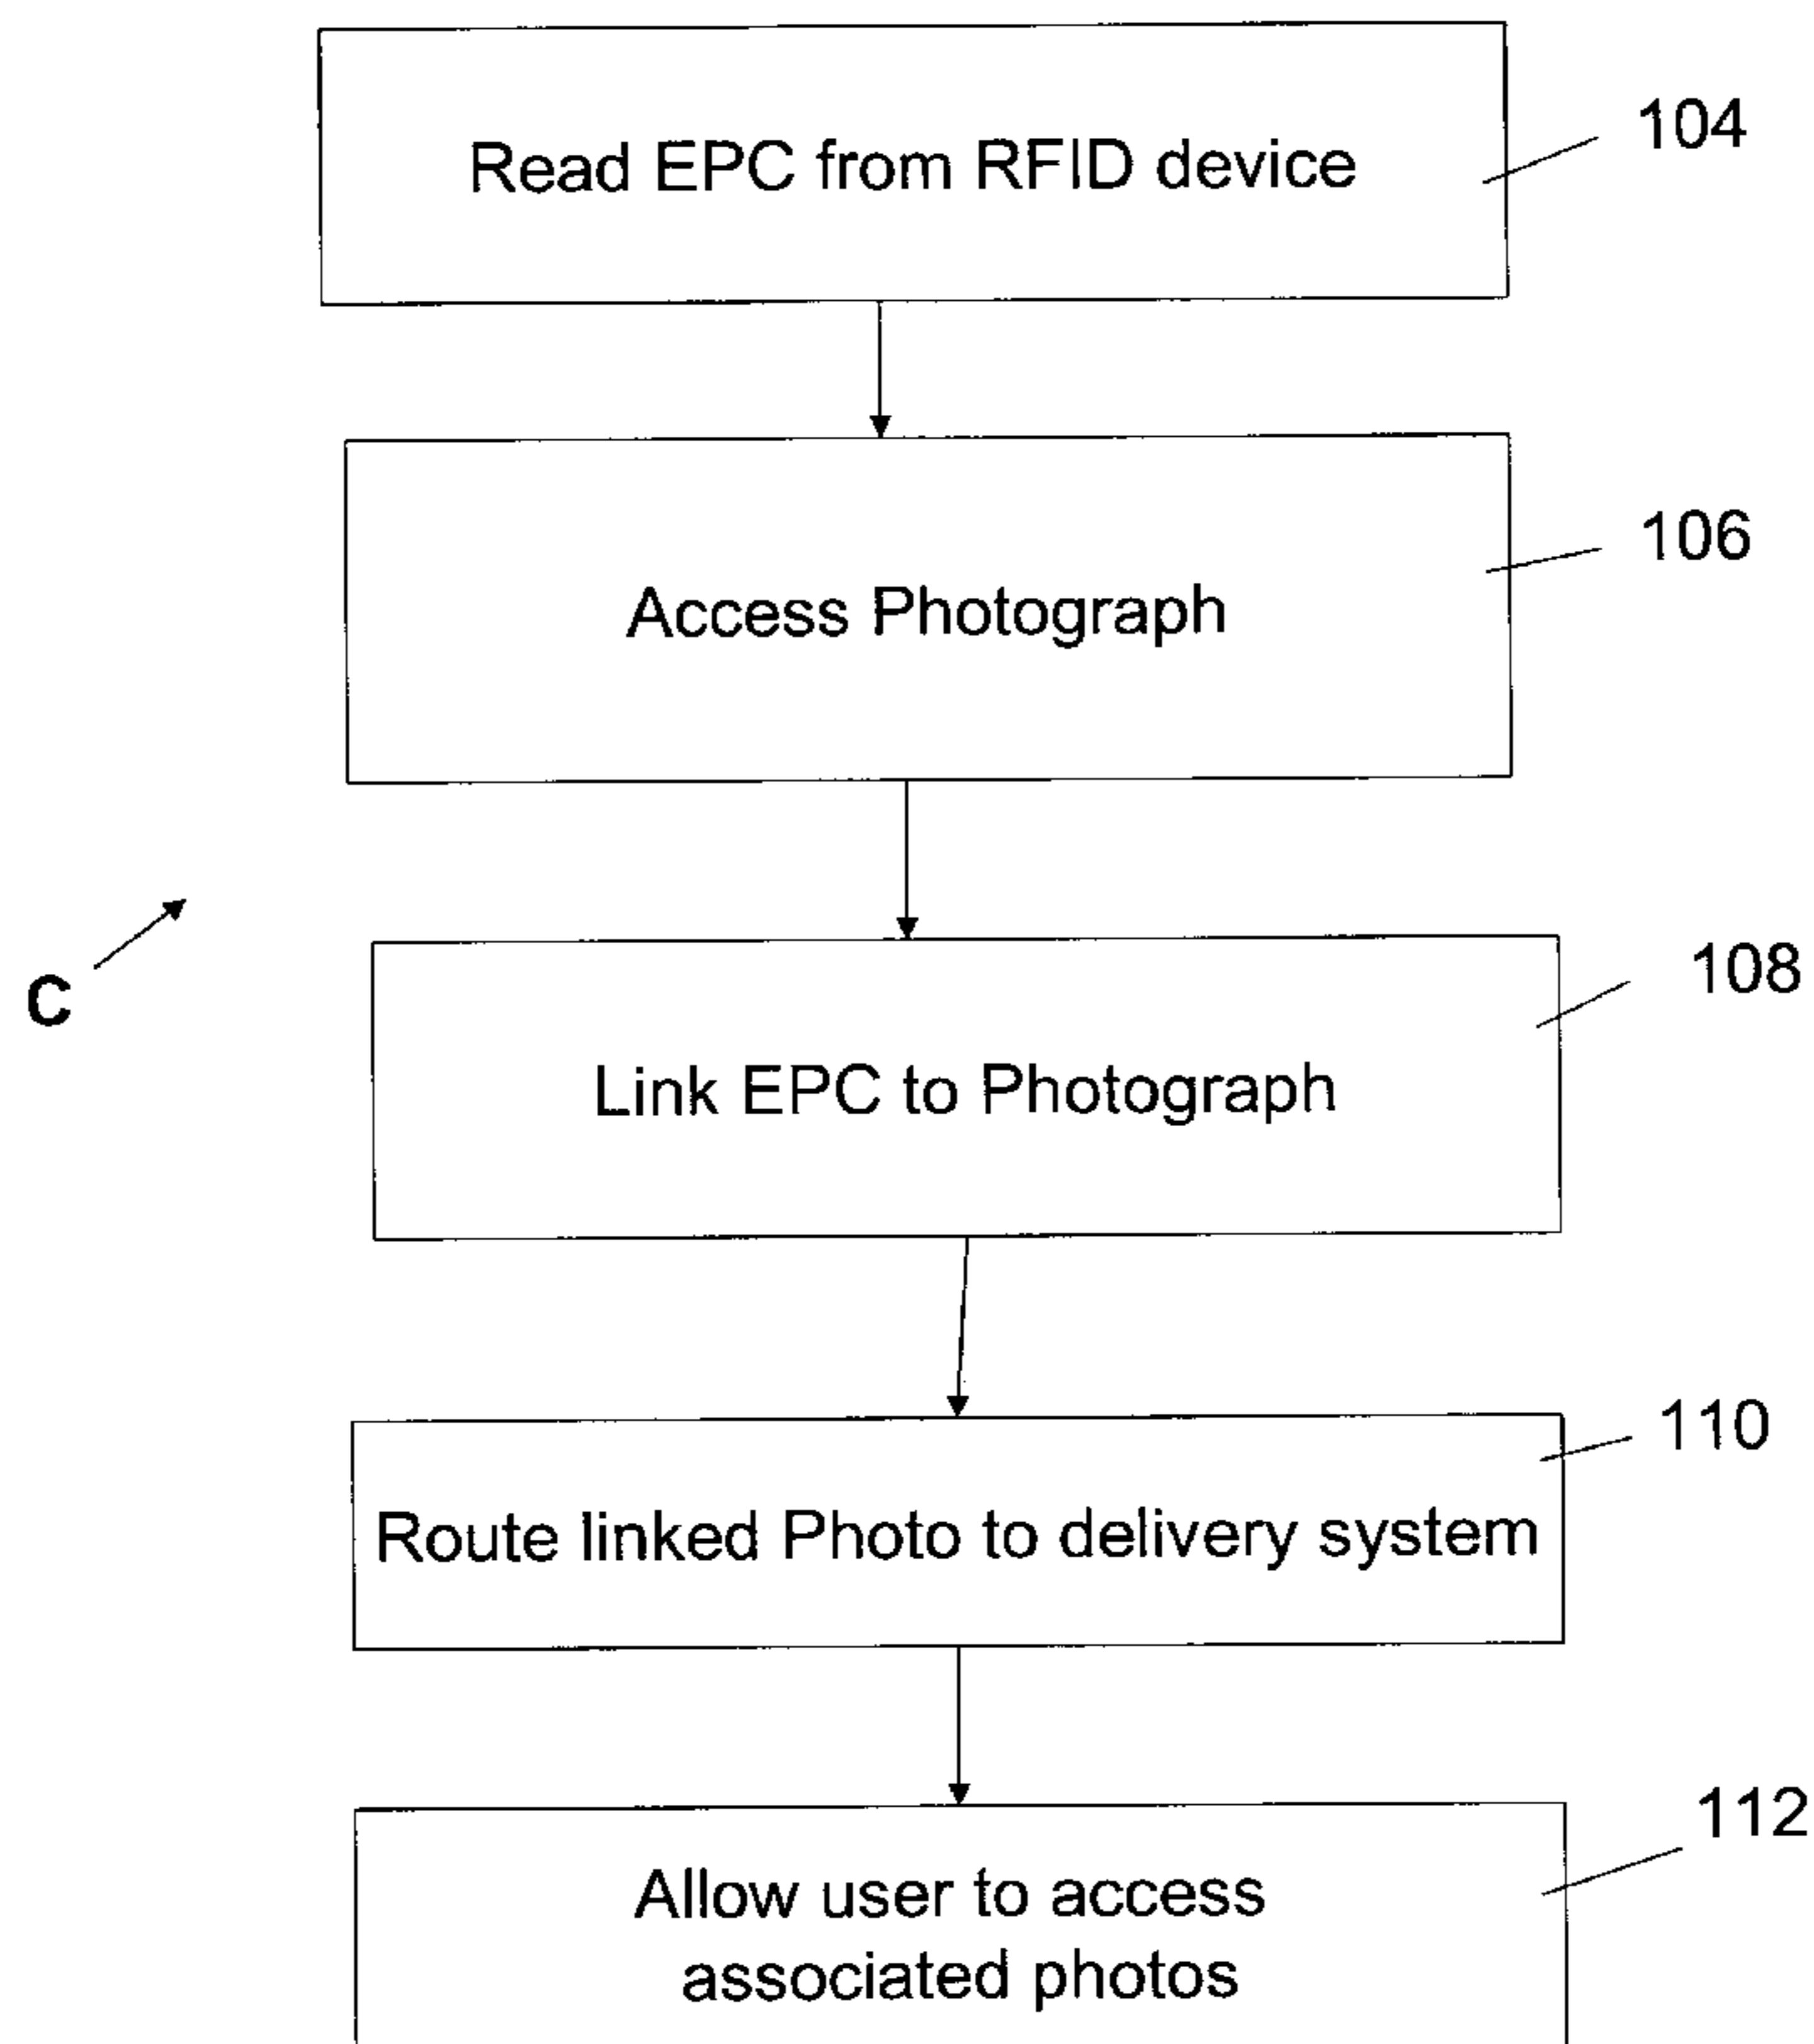 Read EPC from RFID device
104
Access Photograph
106
C
Link EPC to Photograph
108
Route linked Photo to delivery system
110
Allow user to access
associated photos
112